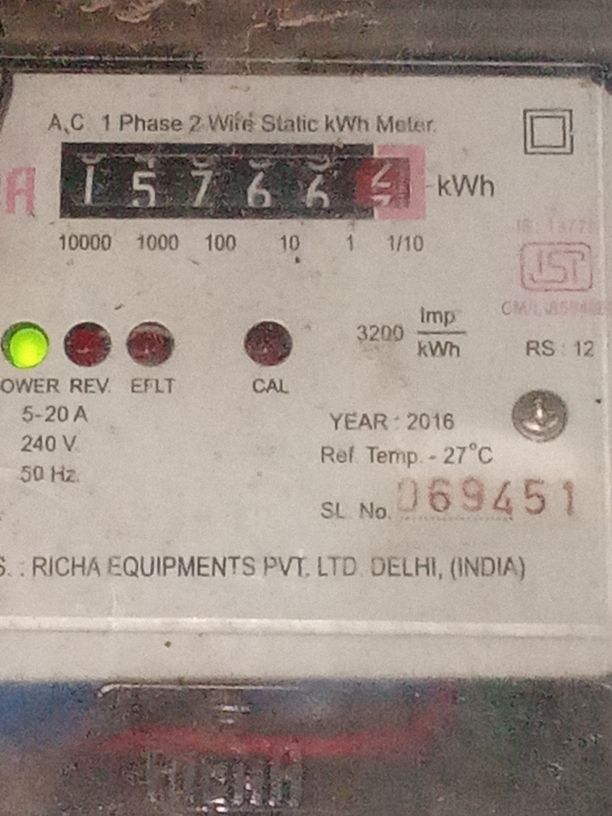 A.C 1 Phase 2 Wire Static kWh Meter.
A 1 5 7 6 6 kWh
10000 1000 100 10 1 1/10
ISI
3200 Imp/kWh RS : 12
OWER REV. EFLT CAL
5-20 A
240 V.
50 Hz.
YEAR : 2016
Ref. Temp. - 27°C
SL. No. 069451
S. : RICHA EQUIPMENTS PVT. LTD. DELHI, (INDIA)